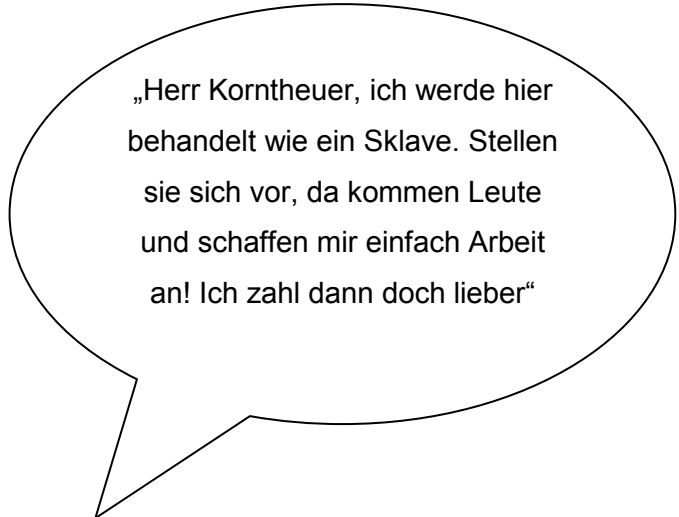 „Herr Korntheuer, ich werde hier
behandelt wie ein Sklave. Stellen
sie sich vor, da kommen Leute
und schaffen mir einfach Arbeit
an! Ich zahl dann doch lieber“